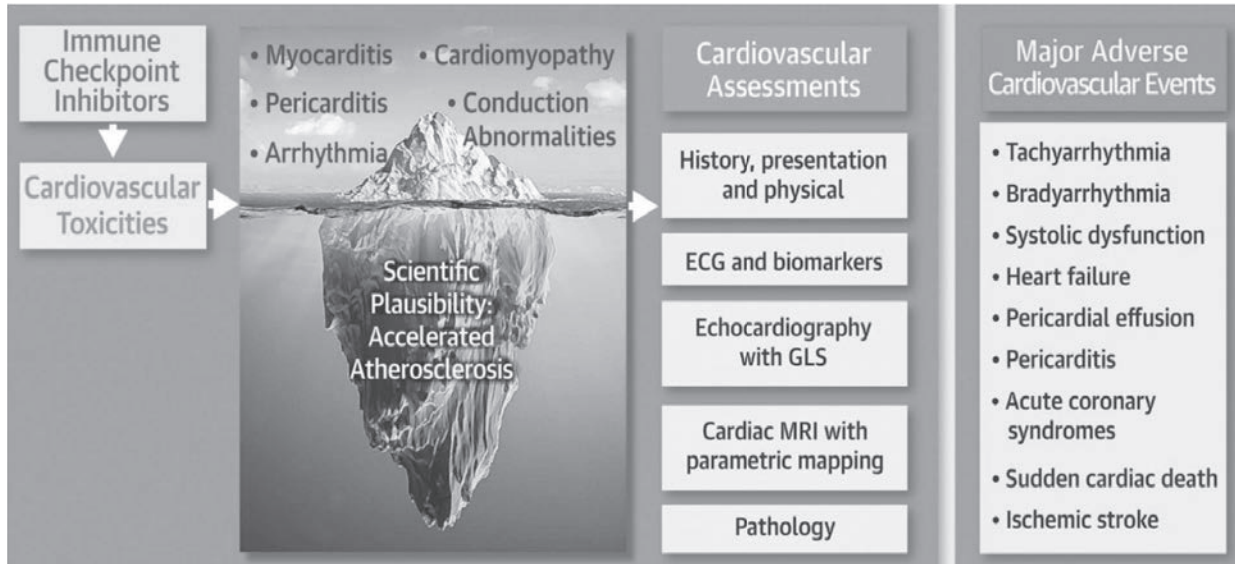 Immune
Checkpoint
Inhibitors
Cardiovascular
Toxicities
• Myocarditis
• Cardiomyopathy
• Pericarditis
• Conduction
Abnormalities
• Arrhythmia
Scientific
Plausibility:
Accelerated
Atherosclerosis
Cardiovascular
Assessments
History, presentation
and physical
ECG and biomarkers
Echocardiography
with GLS
Cardiac MRI with
parametric mapping
Pathology
Major Adverse
Cardiovascular Events
• Tachyarrhythmia
• Bradyarrhythmia
• Systolic dysfunction
• Heart failure
• Pericardial effusion
• Pericarditis
• Acute coronary
syndromes
• Sudden cardiac death
• Ischemic stroke